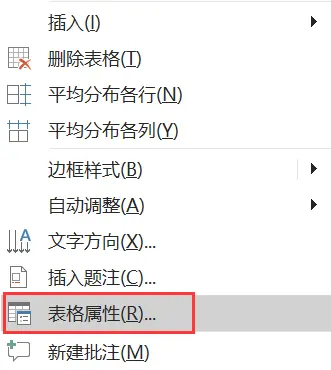 插入(I)
删除表格(T)
平均分布各行(N)
平均分布各列(Y)
边框样式(B)
自动调整(A)
文字方向(X)...
插入题注(C)...
表格属性(R)...
新建批注(M)